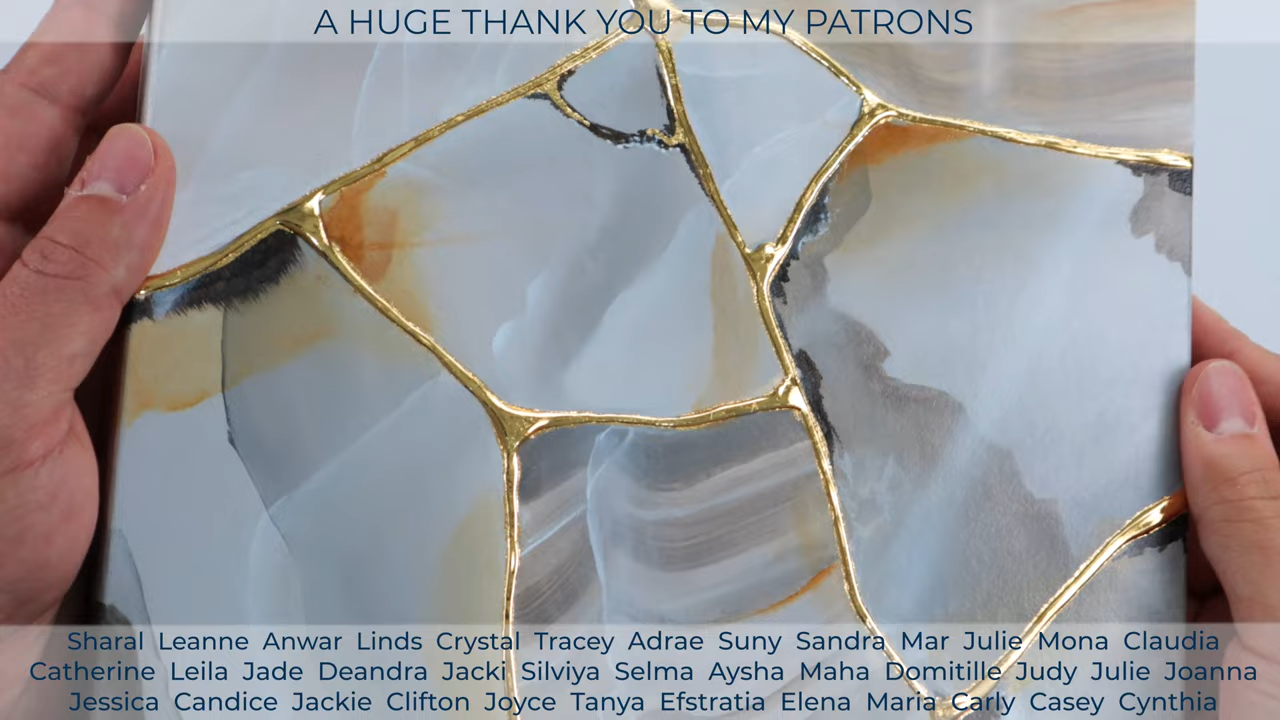 A HUGE THANK YOU TO MY PATRONS
Sharal Leanne Anwar Linds Crystal Tracey Adrae Suny Sandra Mar Julie Mona Claudia
Catherine Leila Jade Deandra Jacki Silviya Selma Aysha Maha Domitille Judy Julie Joanna
Jessica Candice Jackie Clifton Joyce Tanya Efstratia Elena Maria Carly Casey Cynthia